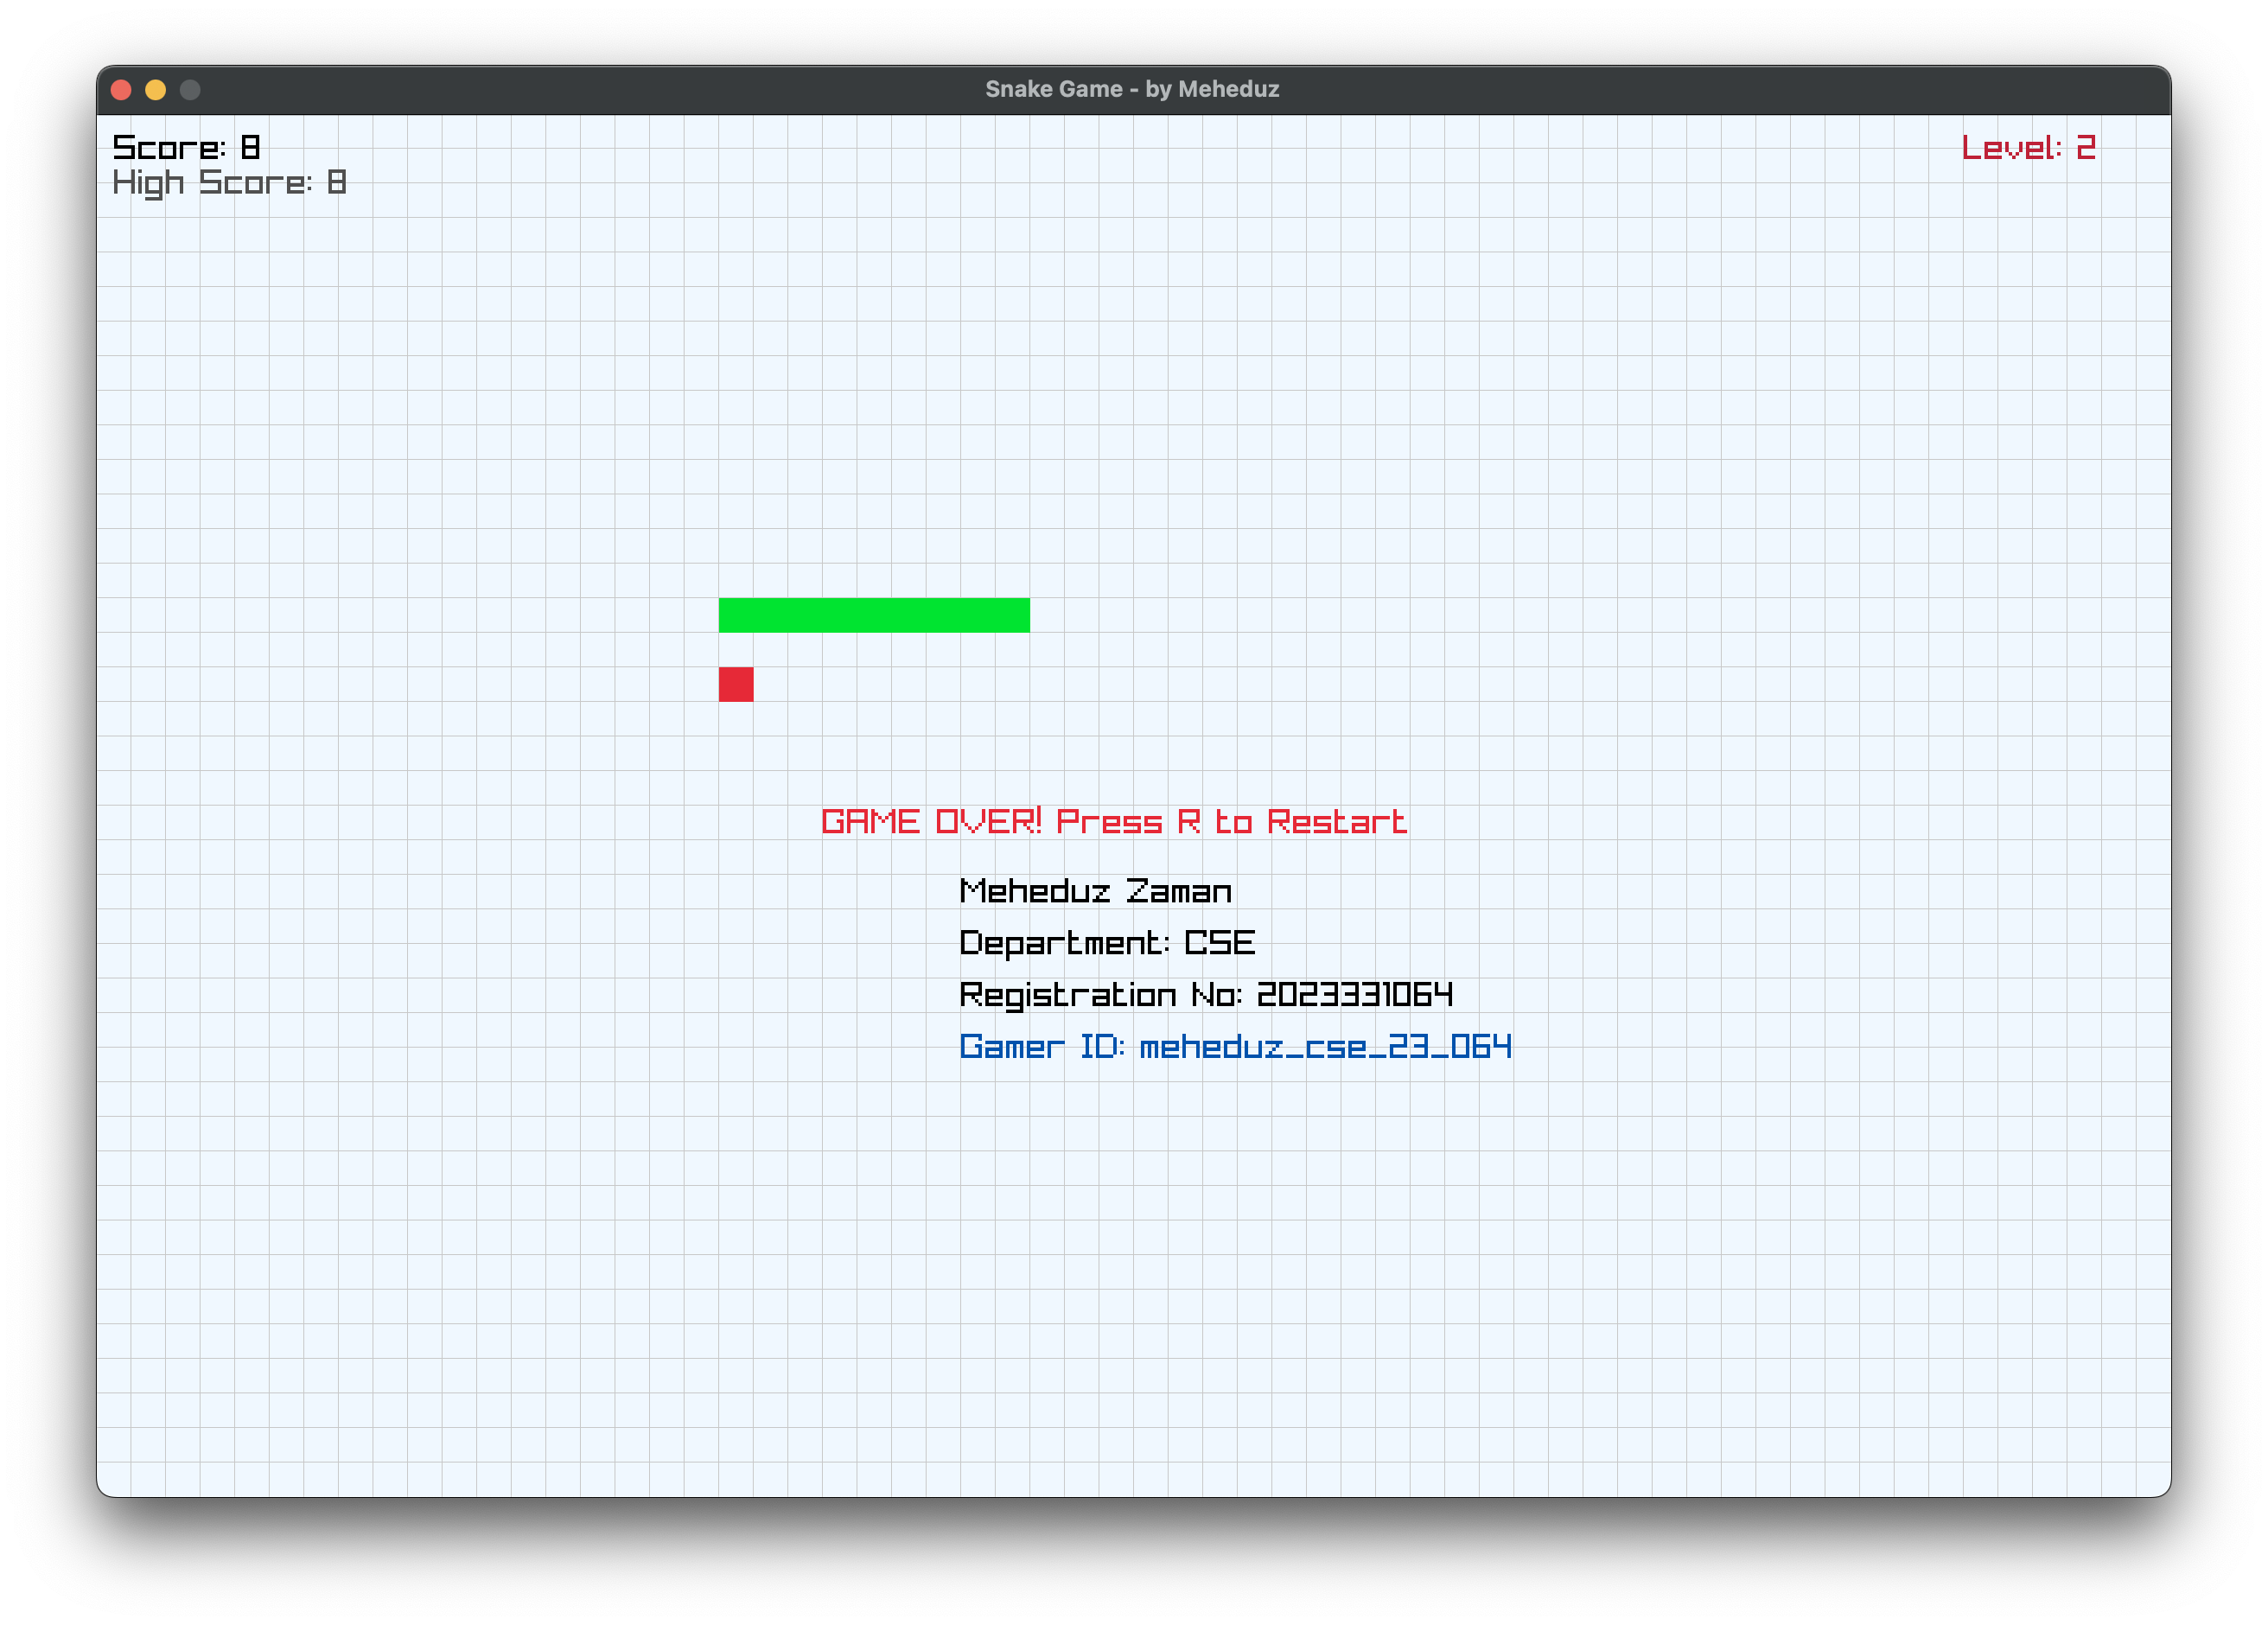 Snake Game - by Meheduz
Score: 8
Level: 2
High Score: 8
GAME OVER! Press R to Restart
Meheduz Zaman
Department: CSE
Registration No: 2023331064
Gamer ID: meheduz_cse_23_064